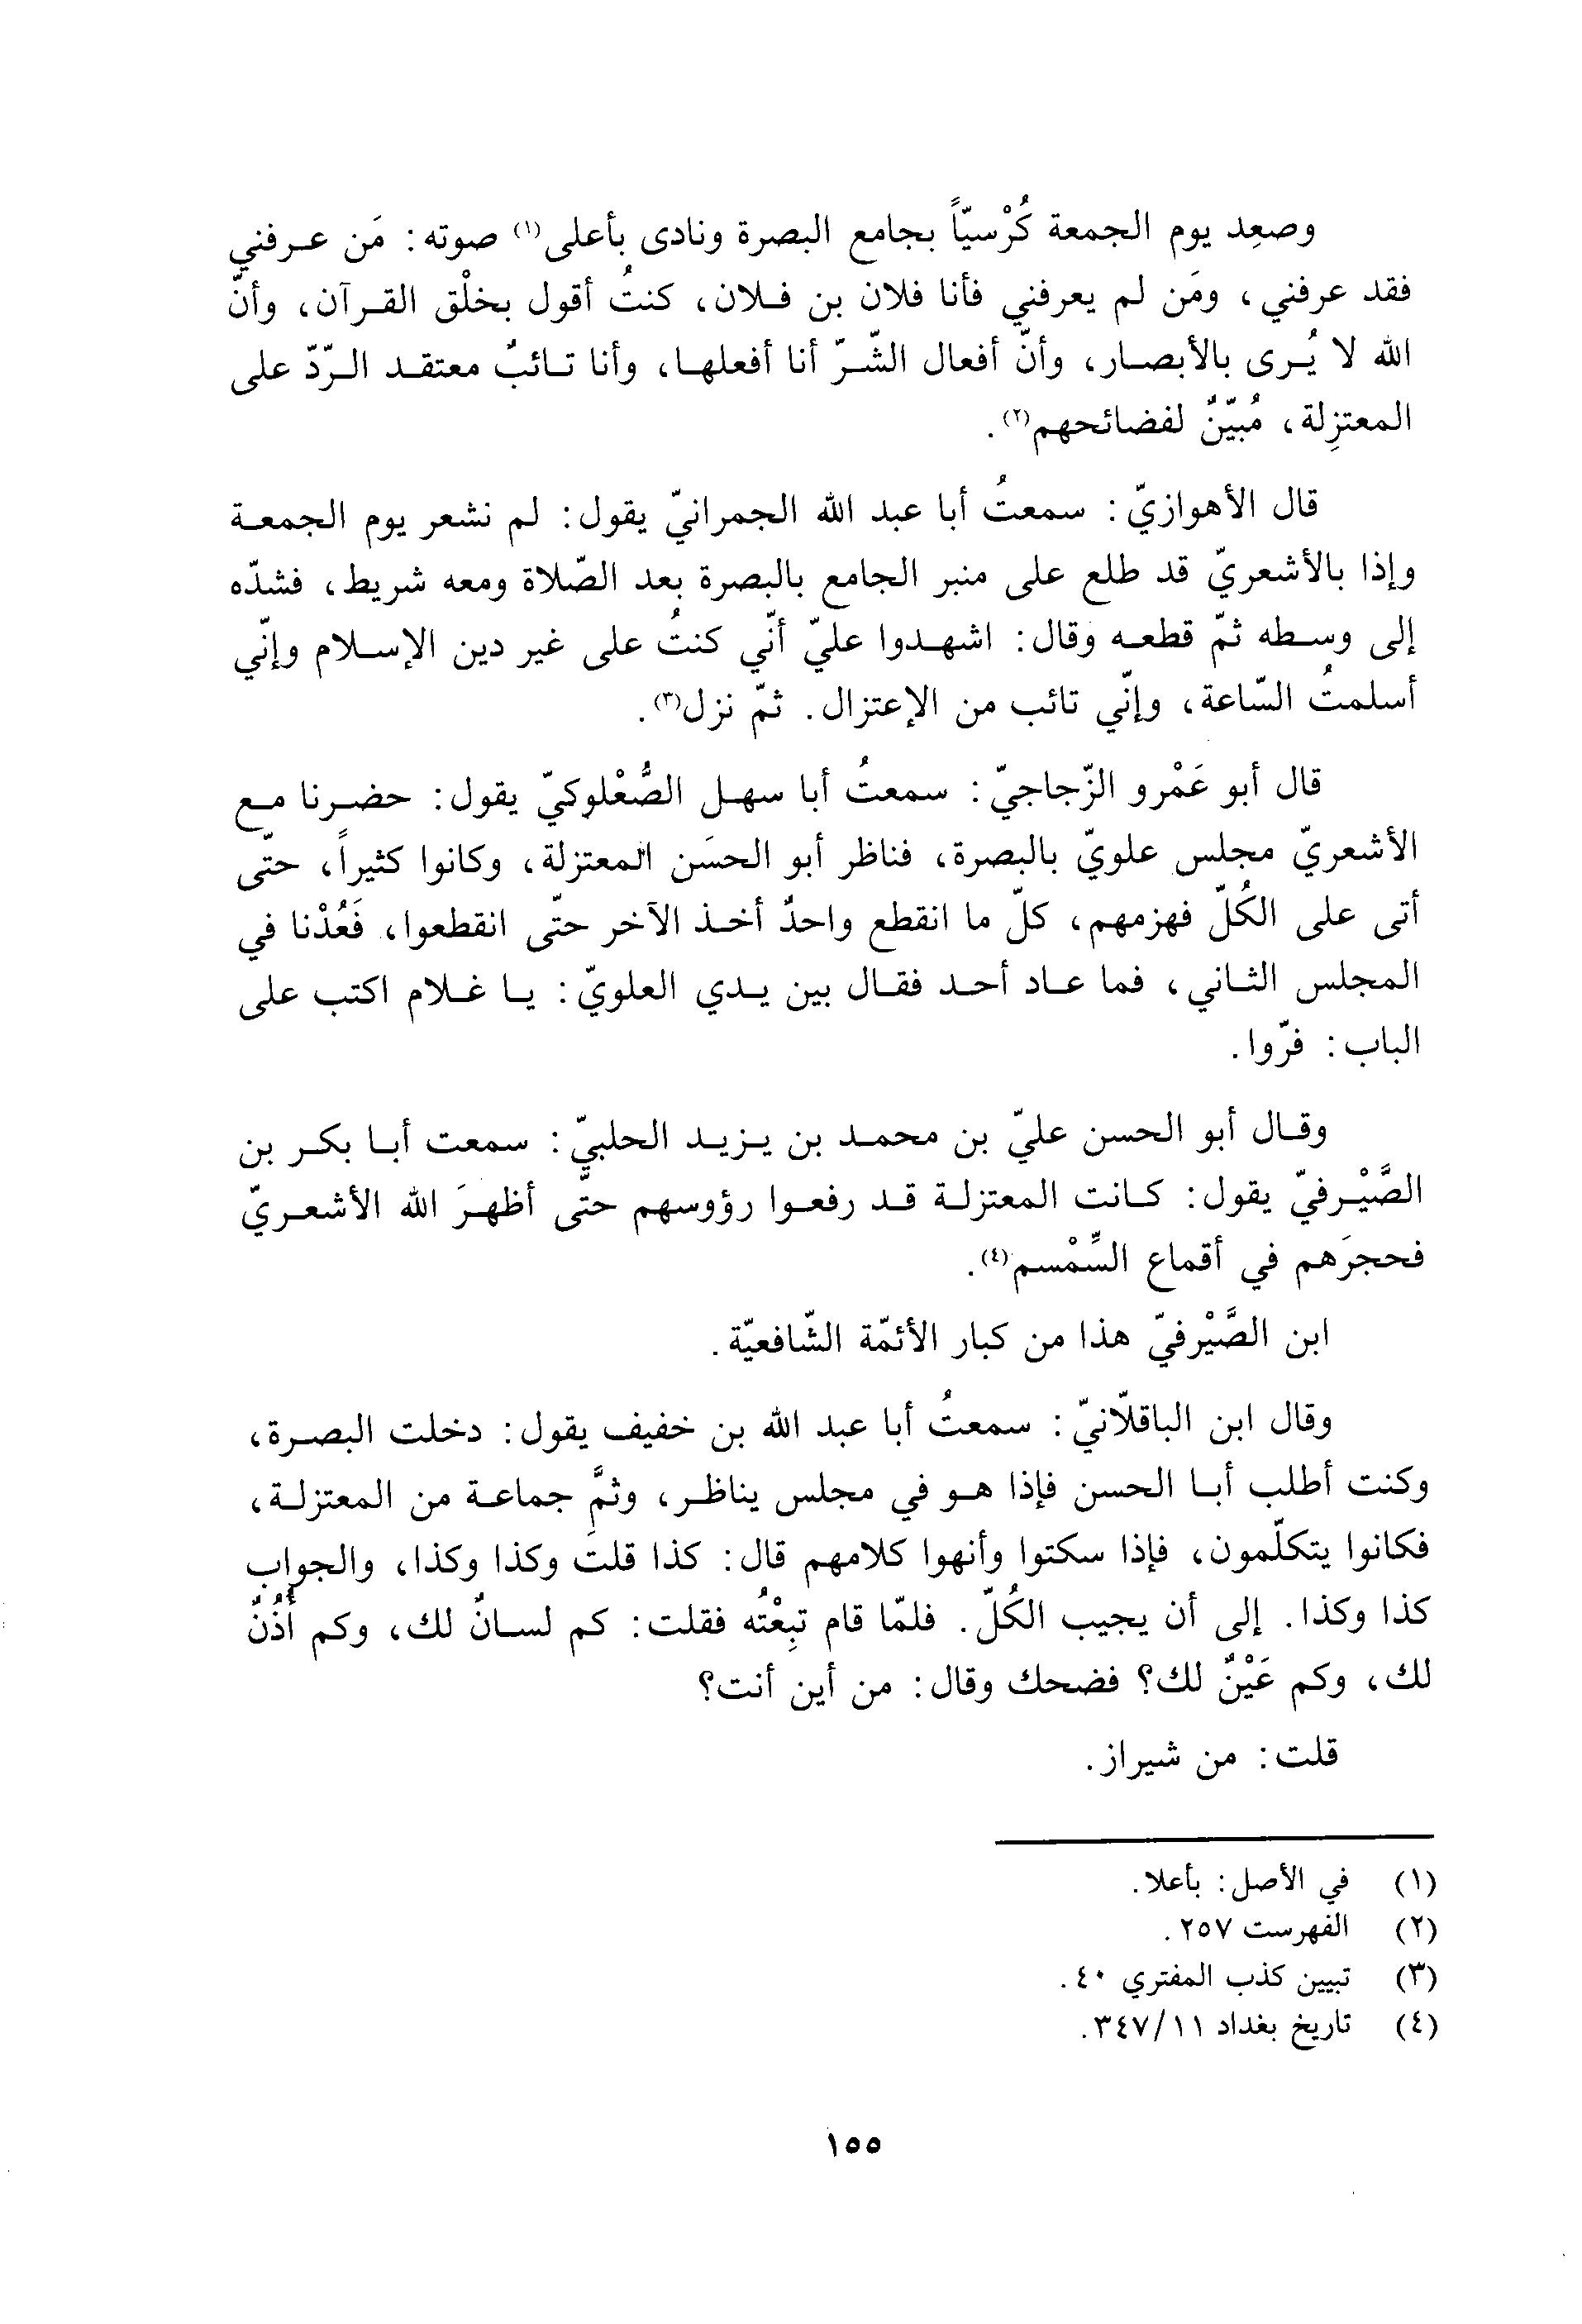 وصعِد يوم الجمعة كُرْسيّاً بجامع البصرة ونادى بأعلى(١) صوته: مَن عرفني
فقد عرفني، ومَن لم يعرفني فأنا فلان بن فلان، كنتُ أقول بخلْق القرآن، وأنّ
الله لا يُرى بالأبصار، وأنّ أفعال الشّرّ أنا أفعلها، وأنا تائبٌ معتقد الرّدّ على
المعتزِلة، مُبيّنٌ لفضائحهم(٢).
قال الأهوازيّ: سمعتُ أبا عبد الله الجمرانيّ يقول: لم نشعر يوم الجمعة
وإذا بالأشعريّ قد طلع على منبر الجامع بالبصرة بعد الصّلاة ومعه شريط، فشدّه
إلى وسطه ثمّ قطعه وقال: اشهدوا عليّ أنّي كنتُ على غير دين الإسلام وإنّي
أسلمتُ السّاعة، وإنّي تائب من الإعتزال. ثمّ نزل(٣).
قال أبو عَمْرو الزّجاجيّ: سمعتُ أبا سهل الصُّعْلوكيّ يقول: حضرنا مع
الأشعريّ مجلس علويّ بالبصرة، فناظر أبو الحسَن المعتزلة، وكانوا كثيراً، حتّى
أتى على الكُلّ فهزمهم، كلّ ما انقطع واحدٌ أخذ الآخر حتّى انقطعوا، فَعُدْنا في
المجلس الثاني، فما عاد أحد فقال بين يدي العلويّ: يا غلام اكتب على
الباب: فرّوا.
وقال أبو الحسن عليّ بن محمد بن يزيد الحلبيّ: سمعت أبا بكر بن
الصَّيْرفيّ يقول: كانت المعتزلة قد رفعوا رؤوسهم حتّى أظهرَ الله الأشعريّ
فحجرَهم في أقماع السِّمْسم(٤).
ابن الصَّيْرفيّ هذا من كبار الأئمّة الشّافعيّة.
وقال ابن الباقلّانيّ: سمعتُ أبا عبد الله بن خفيف يقول: دخلت البصرة،
وكنت أطلب أبا الحسن فإذا هو في مجلس يناظر، وثمَّ جماعة من المعتزلة،
فكانوا يتكلّمون، فإذا سكتوا وأنهوا كلامهم قال: كذا قلتَ وكذا وكذا، والجواب
كذا وكذا. إلى أن يجيب الكُلّ. فلمّا قام تبِعْتُه فقلت: كم لسانٌ لك، وكم أُذُنٌ
لك، وكم عَيْنٌ لك؟ فضحك وقال: من أين أنت؟
قلت: من شيراز.
(١) في الأصل: بأعلا.
(٢) الفهرست ٢٥٧.
(٣) تبيين كذب المفتري ٤٠.
(٤) تاريخ بغداد ٣٤٧/١١.
١٥٥